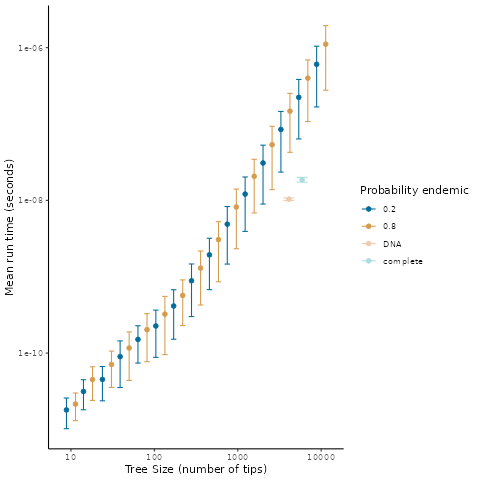 1e-06
1e-08
1e-10
Mean run time (seconds)
10
100
1000
10000
Tree Size (number of tips)
Probability endemic
0.2
0.8
DNA
complete